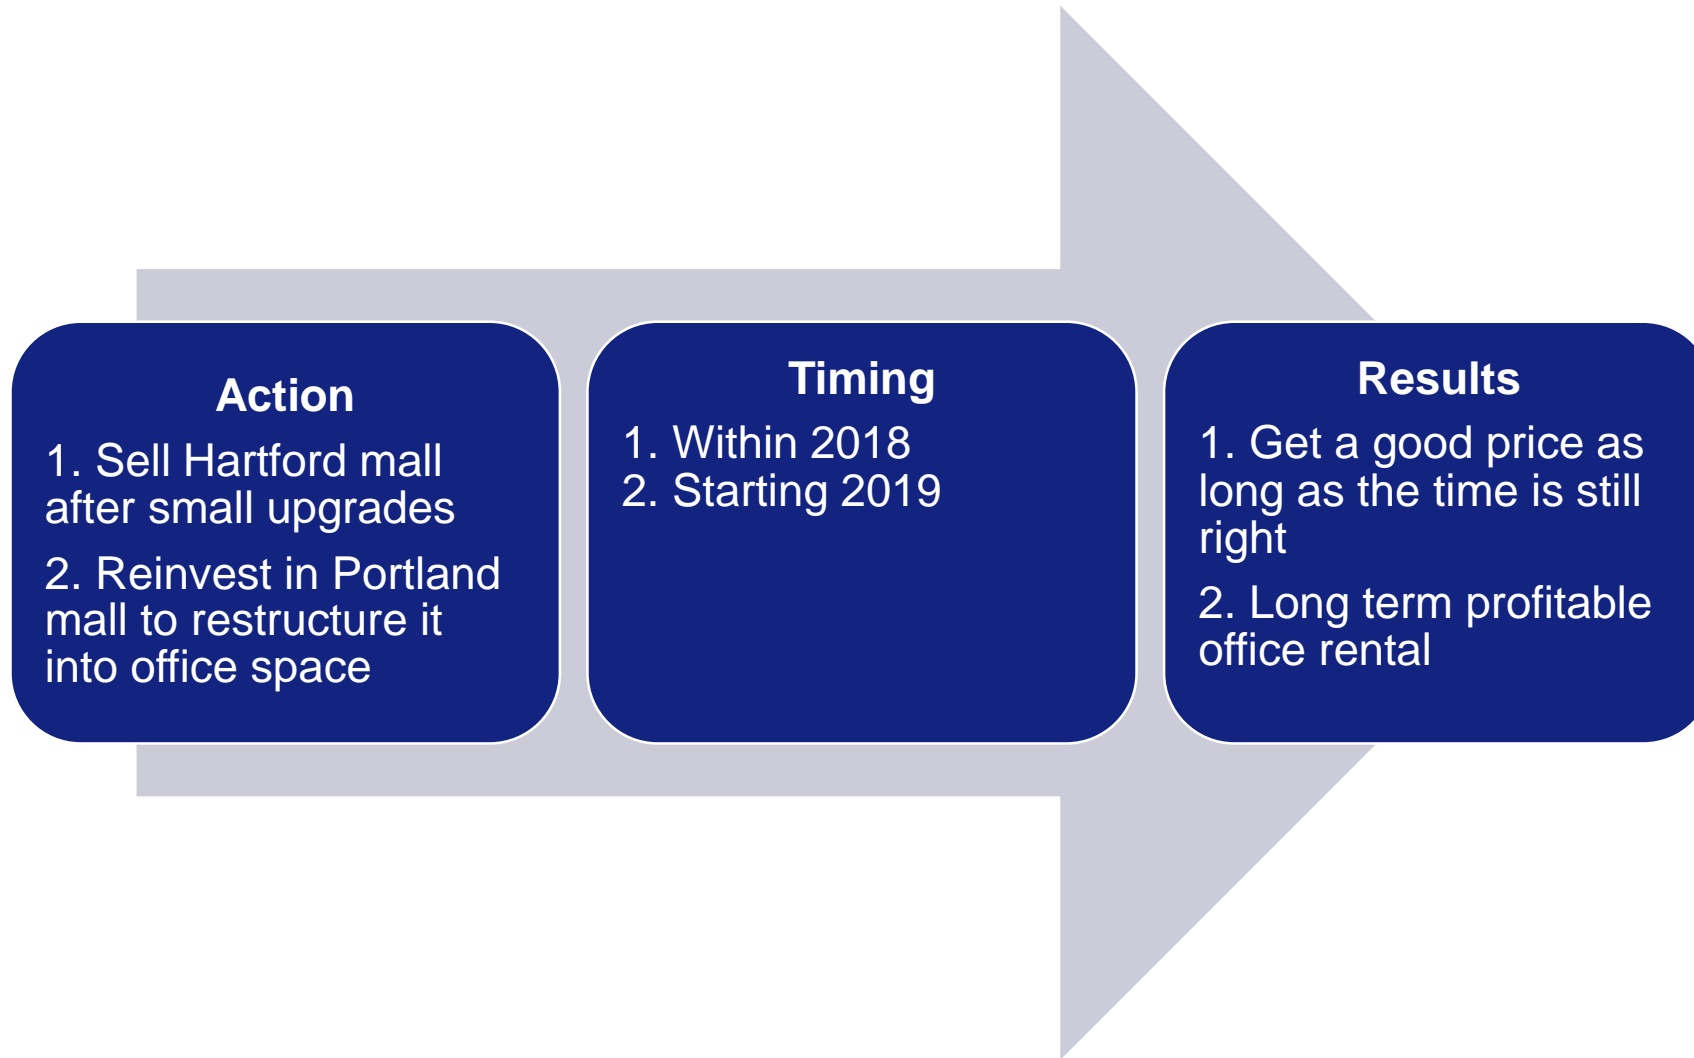 Action
1. Sell Hartford mall
after small upgrades
2. Reinvest in Portland
mall to restructure it
into office space
Timing
1. Within 2018
2. Starting 2019
Results
1. Get a good price as
long as the time is still
right
2. Long term profitable
office rental